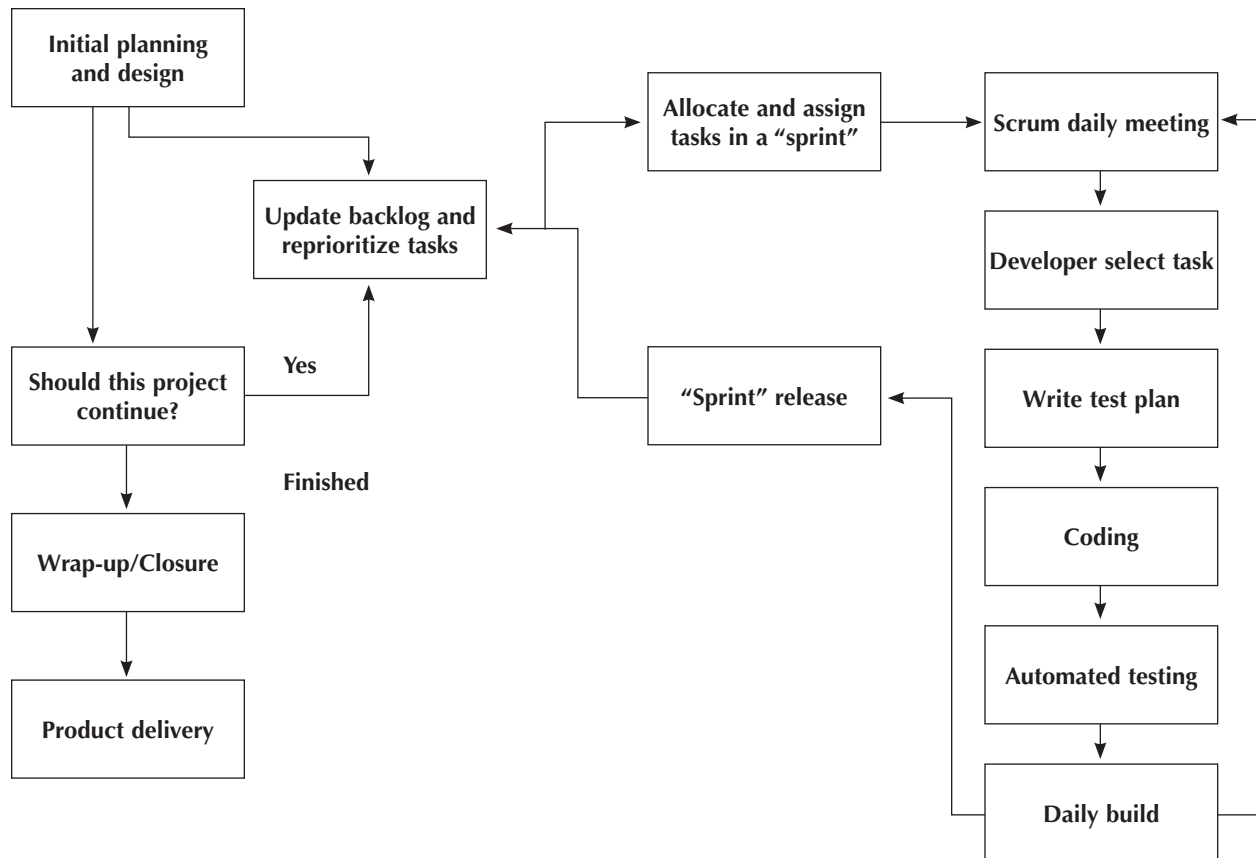 Initial planning
and design
Update backlog and
reprioritize tasks
Should this project
continue?
Yes
Finished
Wrap-up/Closure
Product delivery
Allocate and assign
tasks in a “sprint”
“Sprint” release
Scrum daily meeting
Developer select task
Write test plan
Coding
Automated testing
Daily build